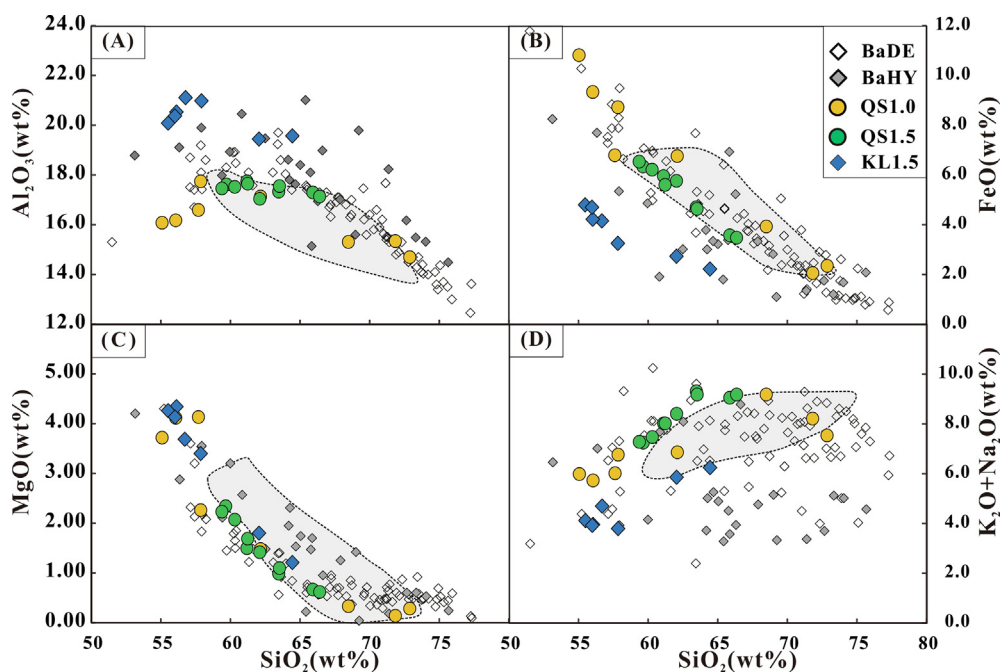 (A)
24.0
22.0
20.0
18.0
16.0
14.0
12.0
Al₂O₃(wt%)
(B)
12.0
10.0
8.0
6.0
4.0
2.0
0.0
FeO(wt%)
BaDE
BaHY
QS1.0
QS1.5
KL1.5
(C)
5.00
4.00
3.00
2.00
1.00
0.00
MgO(wt%)
50 55 60 65 70 75
SiO₂(wt%)
(D)
10.0
8.0
6.0
4.0
2.0
0.0
K₂O+Na₂O(wt%)
50 55 60 65 70 75 80
SiO₂(wt%)